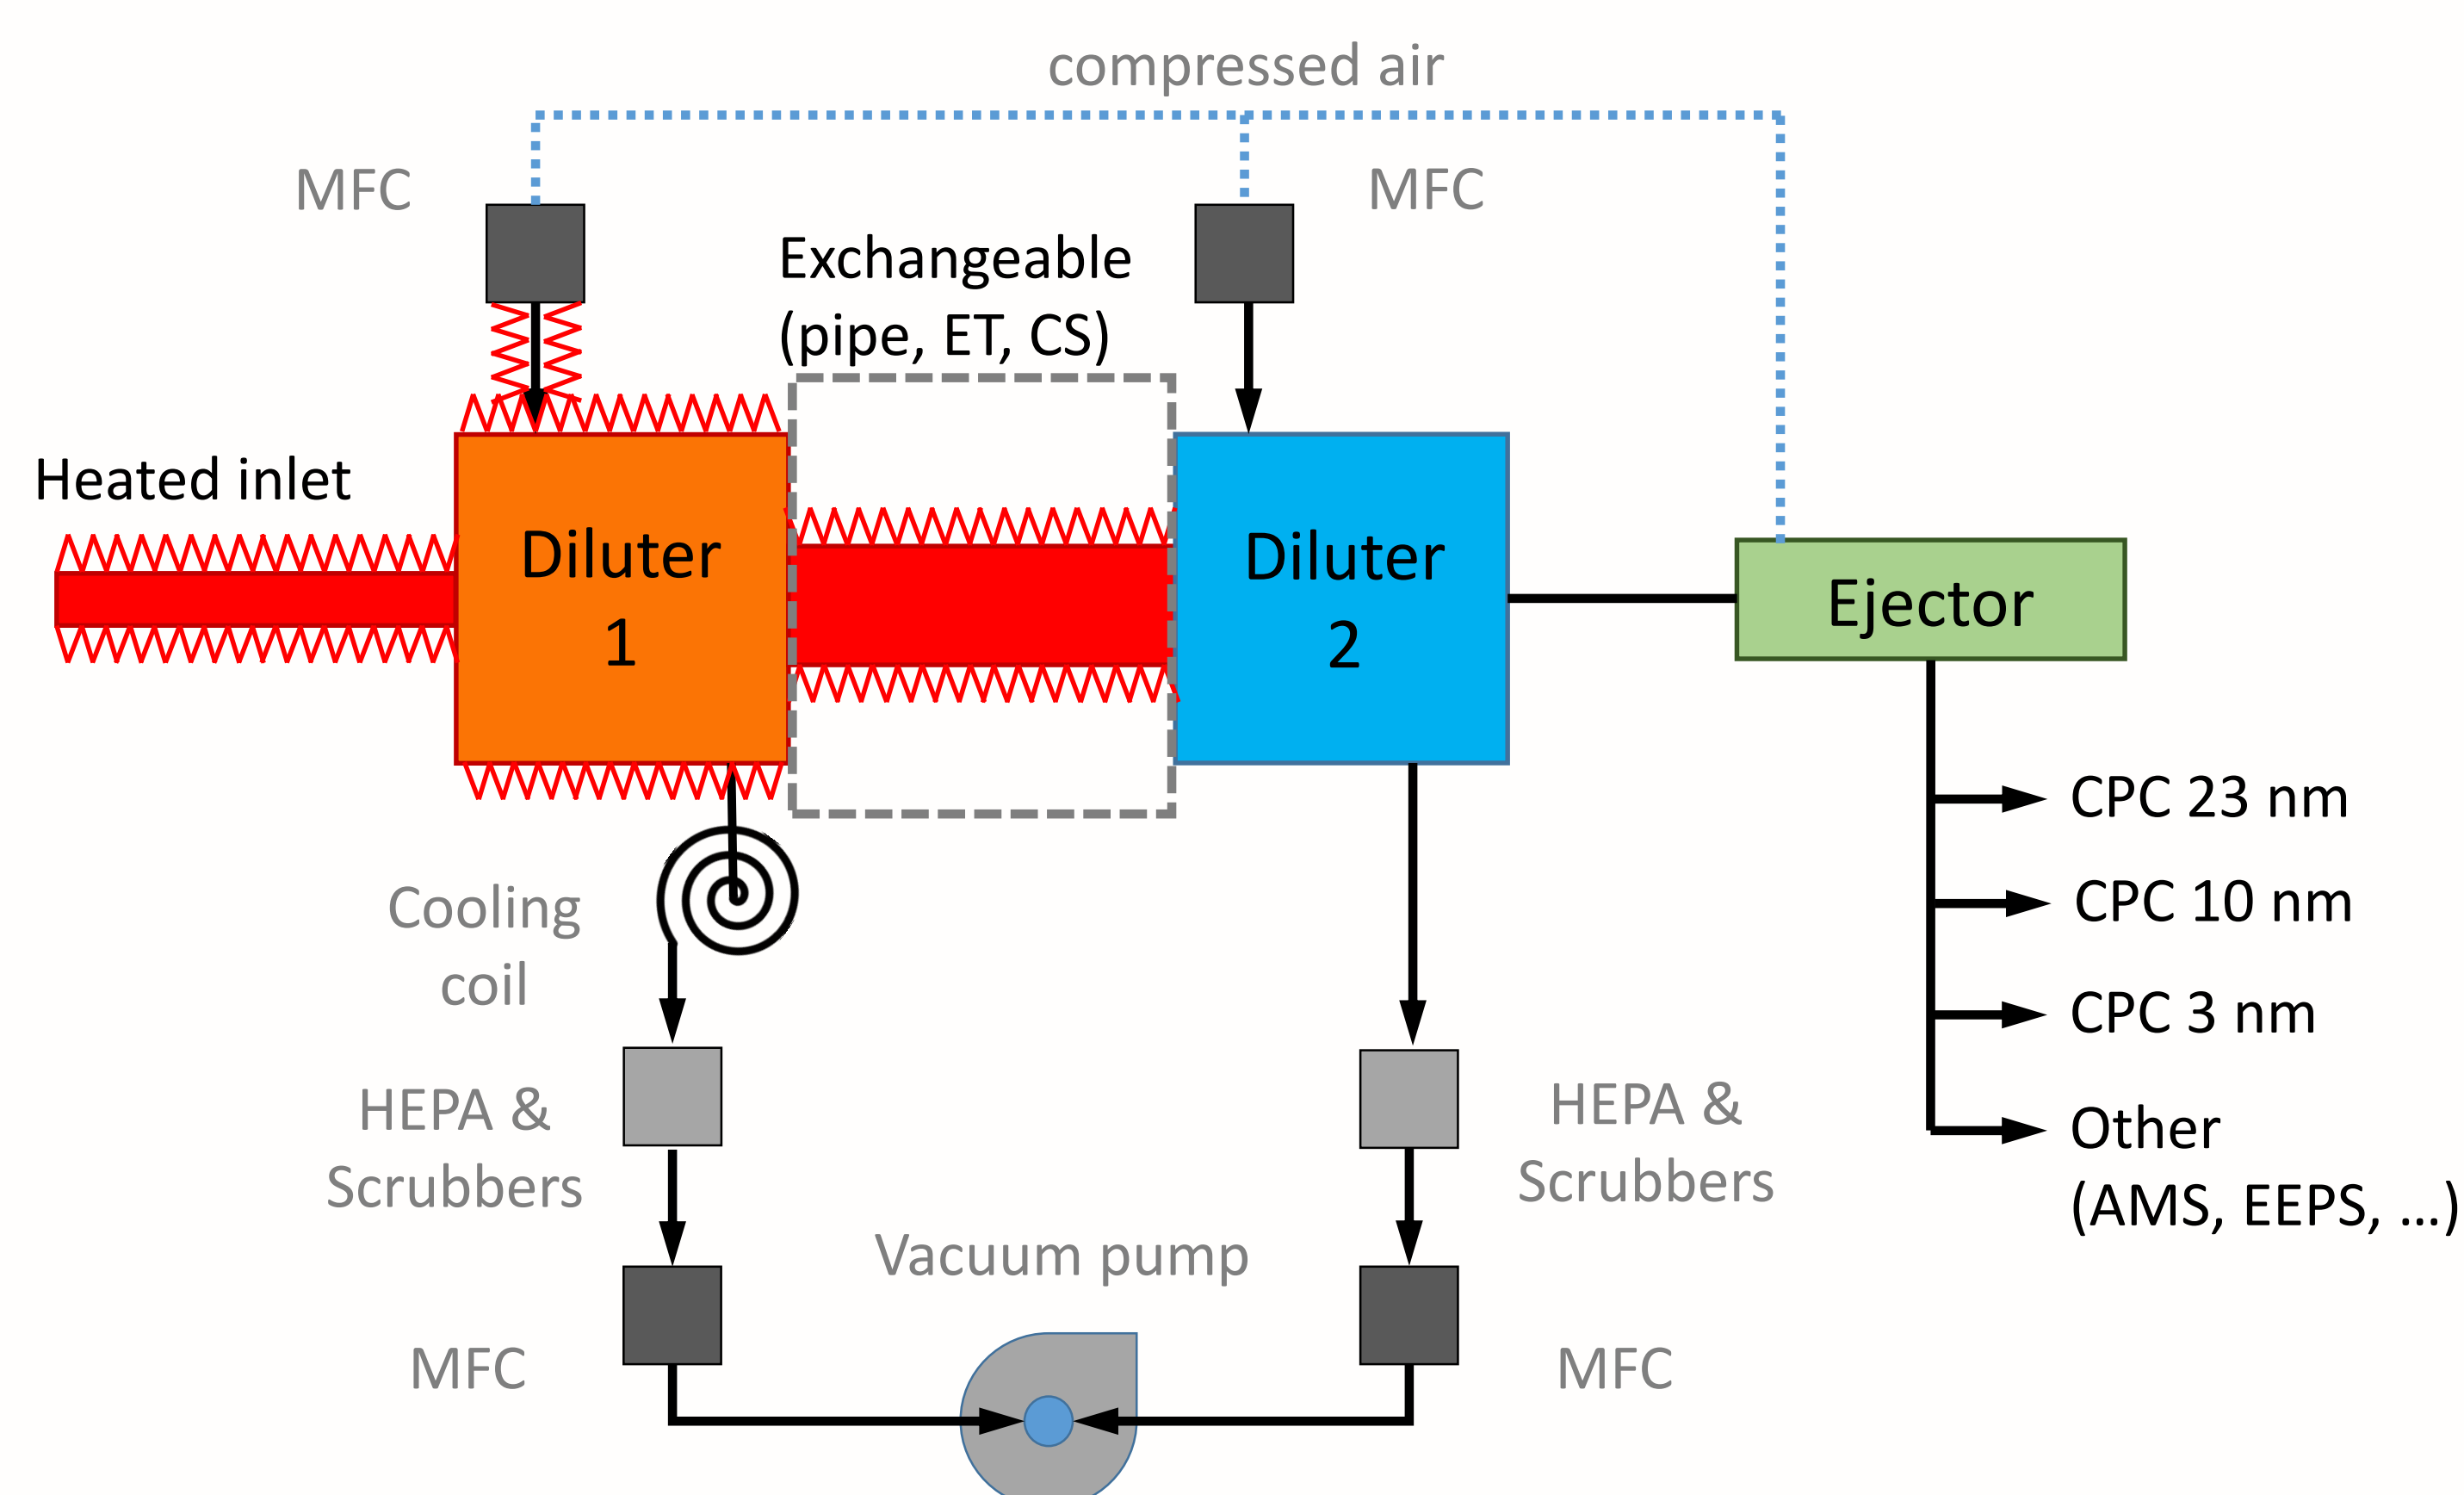 compressed air
MFC
MFC
Exchangeable
(pipe, ET, CS)
Heated inlet
Diluter
1
Diluter
2
Ejector
CPC 23 nm
CPC 10 nm
CPC 3 nm
Other
(AMS, EEPS, ...)
Cooling
coil
HEPA &
Scrubbers
HEPA &
Scrubbers
Vacuum pump
MFC
MFC